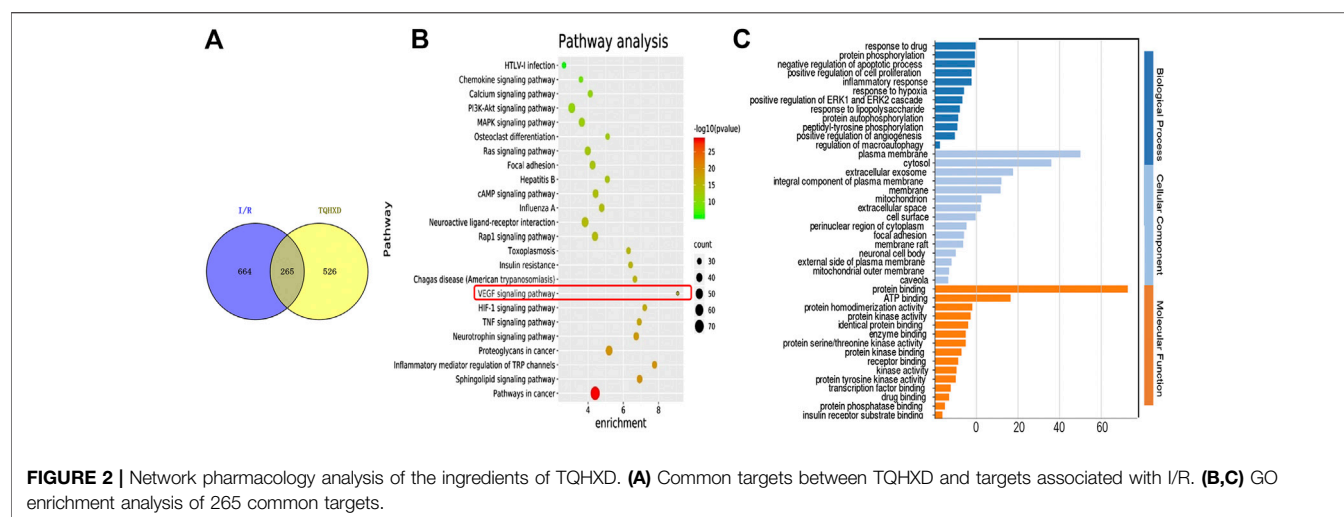 A
I/R
TQHXD
664
265
526
B
Pathway analysis
Pathway
HTLV-I infection
Chemokine signaling pathway
Calcium signaling pathway
PI3K-Akt signaling pathway
MAPK signaling pathway
Osteoclast differentiation
Ras signaling pathway
Focal adhesion
Hepatitis B
cAMP signaling pathway
Influenza A
Neuroactive ligand-receptor interaction
Rap1 signaling pathway
Toxoplasmosis
Insulin resistance
Chagas disease (American trypanosomiasis)
VEGF signaling pathway
HIF-1 signaling pathway
TNF signaling pathway
Neurotrophin signaling pathway
Proteoglycans in cancer
Inflammatory mediator regulation of TRP channels
Sphingolipid signaling pathway
Pathways in cancer
4 6 8
enrichment
-log10(pvalue)
25
20
15
10
count
30
40
50
60
70
C
response to drug
protein phosphorylation
negative regulation of apoptotic process
positive regulation of cell proliferation
inflammatory response
response to hypoxia
positive regulation of ERK1 and ERK2 cascade
response to lipopolysaccharide
protein autophosphorylation
peptidyl-tyrosine phosphorylation
positive regulation of angiogenesis
regulation of macroautophagy
plasma membrane
cytosol
extracellular exosome
integral component of plasma membrane
membrane
mitochondrion
extracellular space
cell surface
perinuclear region of cytoplasm
focal adhesion
membrane raft
neuronal cell body
external side of plasma membrane
mitochondrial outer membrane
caveola
protein binding
ATP binding
protein homodimerization activity
protein kinase activity
identical protein binding
enzyme binding
protein serine/threonine kinase activity
protein kinase binding
receptor binding
kinase activity
protein tyrosine kinase activity
transcription factor binding
drug binding
protein phosphatase binding
insulin receptor substrate binding
0 20 40 60
Biological Process
Cellular Component
Molecular Function
FIGURE 2 | Network pharmacology analysis of the ingredients of TQHXD. (A) Common targets between TQHXD and targets associated with I/R. (B,C) GO
enrichment analysis of 265 common targets.